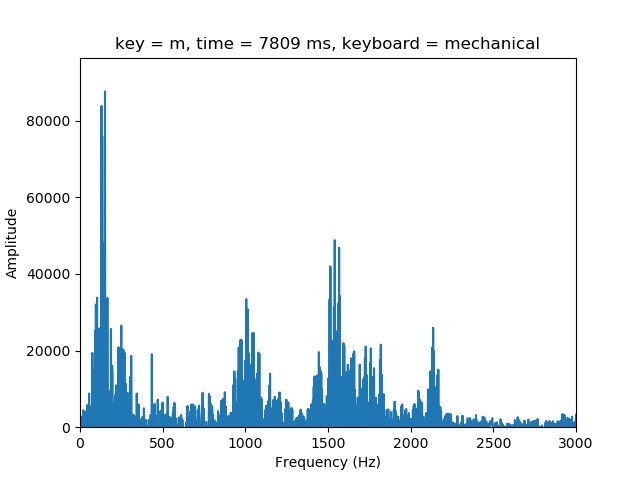 key = m, time = 7809 ms, keyboard = mechanical
Amplitude
80000
60000
40000
20000
0
0 500 1000 1500 2000 2500 3000
Frequency (Hz)